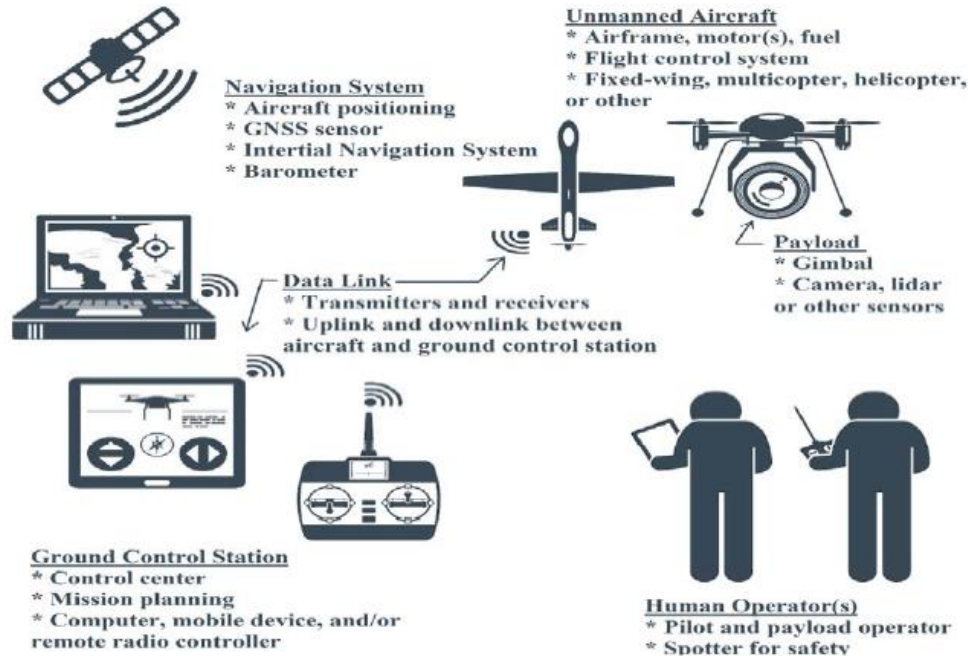 Unmanned Aircraft
* Airframe, motor(s), fuel
* Flight control system
* Fixed-wing, multicopter, helicopter,
or other
Navigation System
* Aircraft positioning
* GNSS sensor
* Intertial Navigation System
* Barometer
Payload
* Gimbal
* Camera, lidar
or other sensors
Data Link
* Transmitters and receivers
* Uplink and downlink between
aircraft and ground control station
Ground Control Station
* Control center
* Mission planning
* Computer, mobile device, and/or
remote radio controller
Human Operator(s)
* Pilot and payload operator
* Spotter for safety